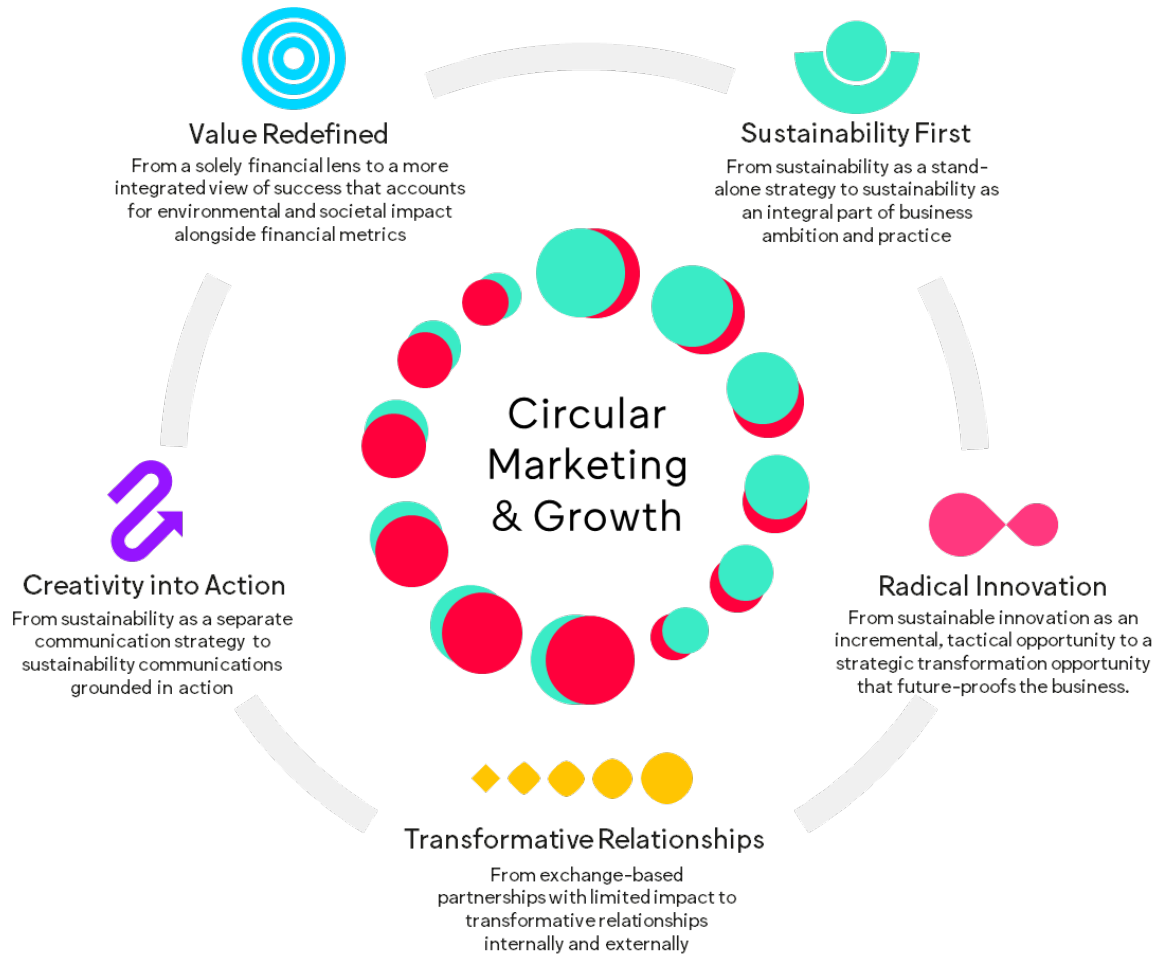 Value Redefined
From a solely financial lens to a more
integrated view of success that accounts
for environmental and societal impact
alongside financial metrics
Sustainability First
From sustainability as a stand-
alone strategy to sustainability as
an integral part of business
ambition and practice
Circular
Marketing
& Growth
Creativity into Action
From sustainability as a separate
communication strategy to
sustainability communications
grounded in action
Radical Innovation
From sustainable innovation as an
incremental, tactical opportunity to a
strategic transformation opportunity
that future-proofs the business.
Transformative Relationships
From exchange-based
partnerships with limited impact to
transformative relationships
internally and externally